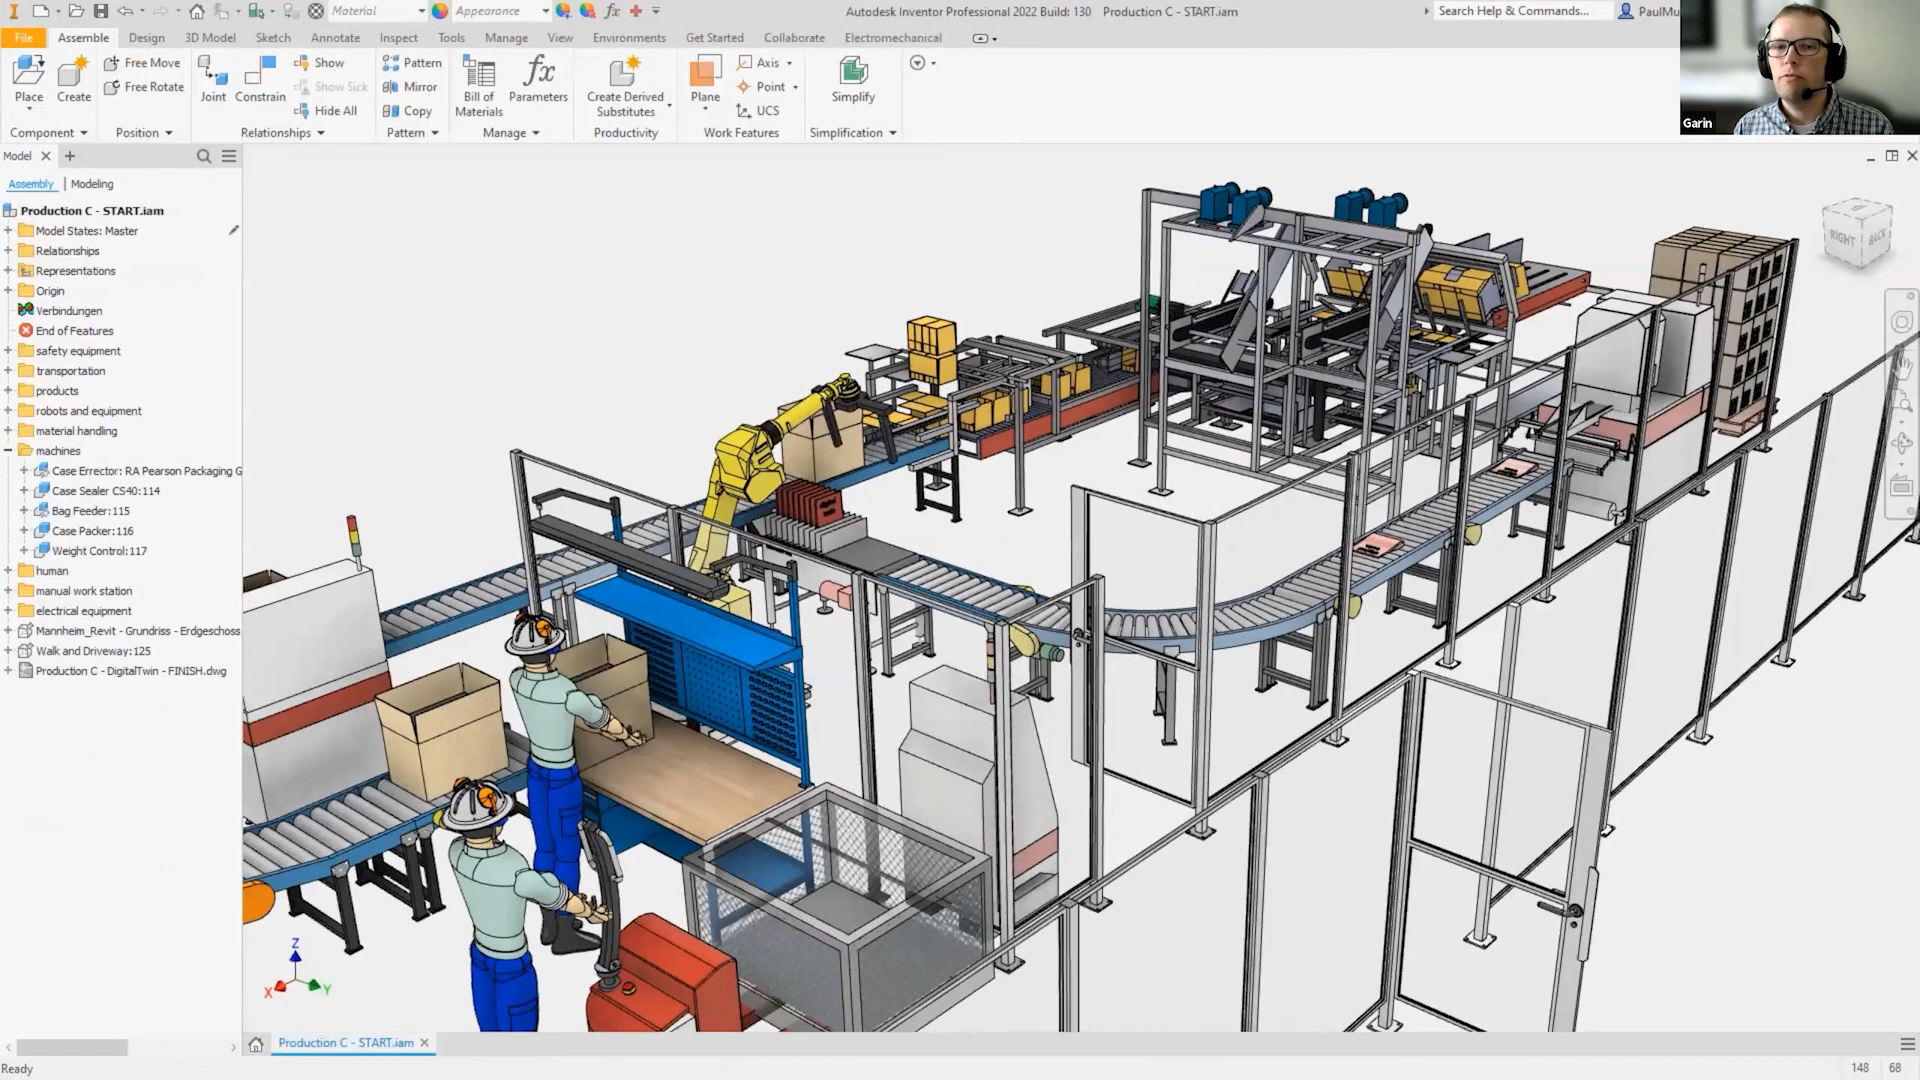 Material
Appearance
fx
Autodesk Inventor Professional 2022 Build: 130 Production C - START.iam
Search Help & Commands...
PaulMu
File
Assemble
Design
3D Model
Sketch
Annotate
Inspect
Tools
Manage
View
Environments
Get Started
Collaborate
Electromechanical
Place
Create
Free Move
Free Rotate
Joint
Constrain
Show
Show Sick
Hide All
Pattern
Mirror
Copy
Bill of
Materials
fx
Parameters
Create Derived
Substitutes
Plane
Axis
Point
UCS
Simplify
Component
Position
Relationships
Pattern
Manage
Productivity
Work Features
Simplification
Garin
Model
Assembly | Modeling
Production C - START.iam
Model States: Master
Relationships
Representations
Origin
Verbindungen
End of Features
safety equipment
transportation
products
robots and equipment
material handling
machines
Case Errector: RA Pearson Packaging G
Case Sealer CS40:114
Bag Feeder:115
Case Packer:116
Weight Control:117
human
manual work station
electrical equipment
Mannheim_Revit - Grundriss - Erdgeschoss
Walk and Driveway:125
Production C - DigitalTwin - FINISH.dwg
RIGHT
BACK
Z
X
Y
Production C - START.iam
Ready
148
68